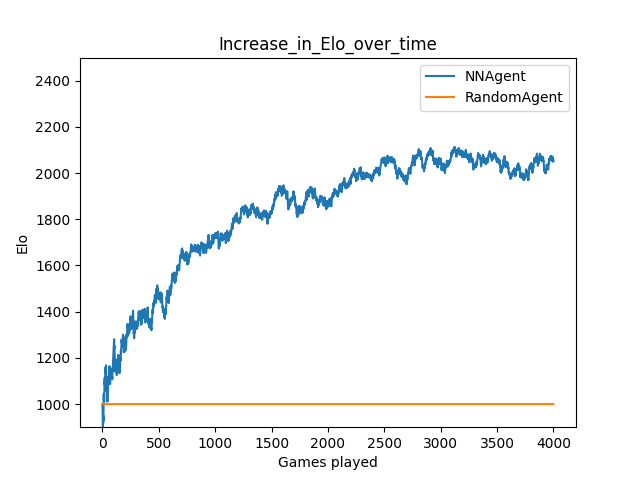 Increase_in_Elo_over_time
NNAgent
RandomAgent
2400
2200
2000
1800
1600
1400
1200
1000
Elo
0 500 1000 1500 2000 2500 3000 3500 4000
Games played